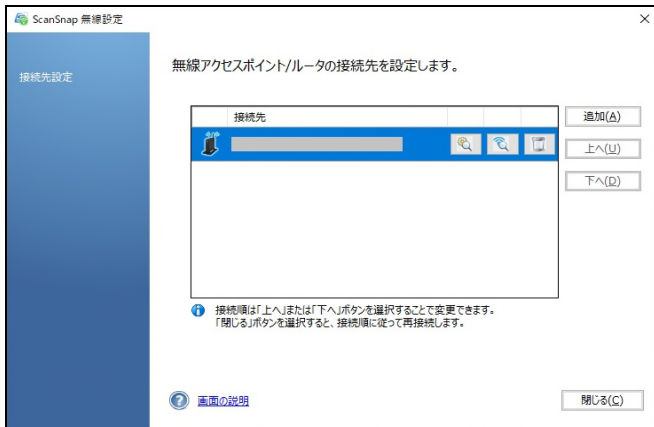 ScanSnap 無線設定
接続先設定
無線アクセスポイント/ルータの接続先を設定します。
接続先
追加(A)
上へ(U)
下へ(D)
接続順は「上へ」または「下へ」ボタンを選択することで変更できます。
「閉じる」ボタンを選択すると、接続順に従って再接続します。
画面の説明
閉じる(C)